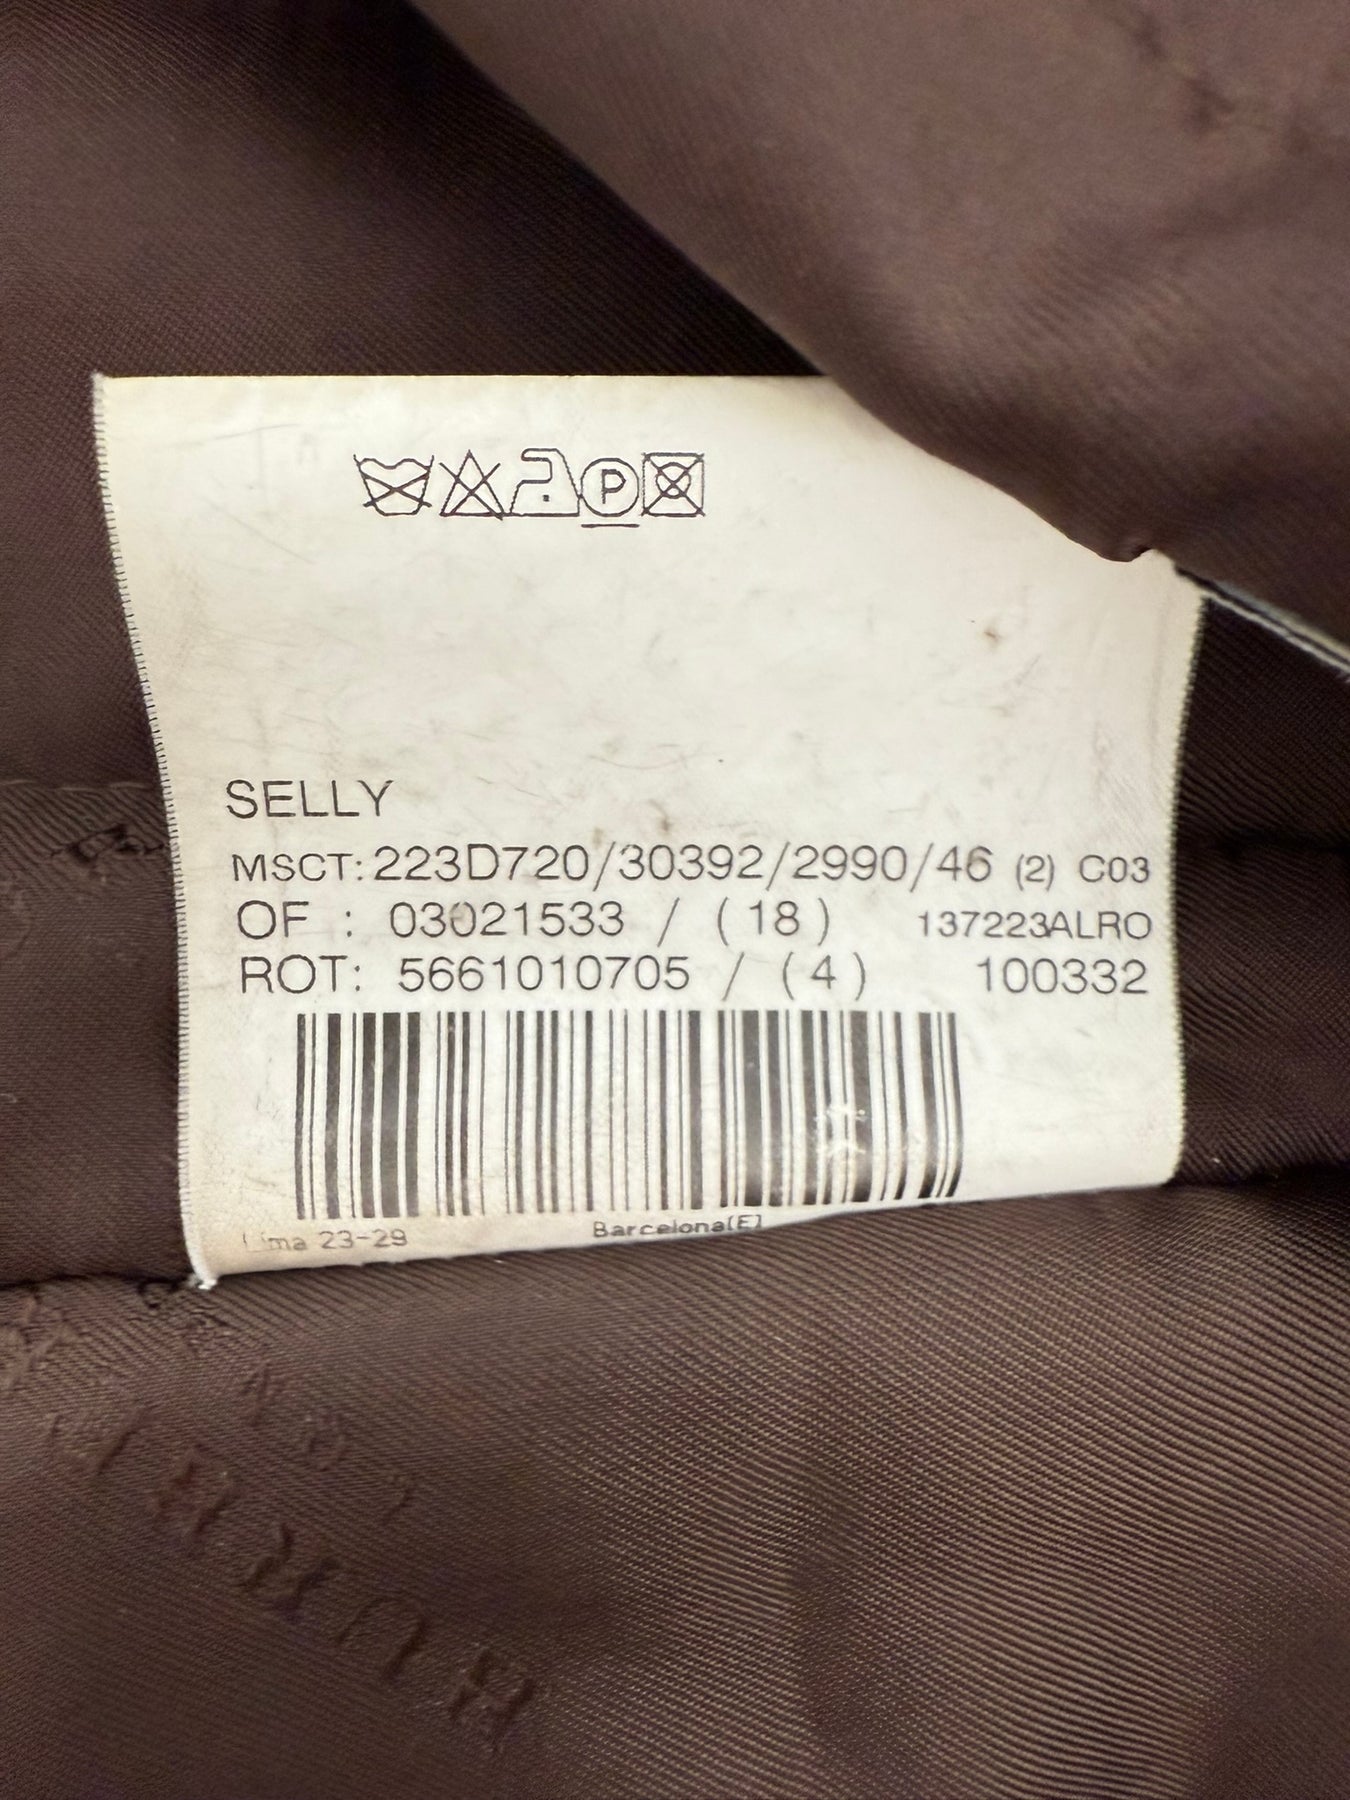 P
SELLY
MSCT: 223D720/30392/2990/46 (2) C03
OF : 03021533 / (18) 137223ALRO
ROT: 5661010705 / (4) 100332
23-29 Barcelona(E)